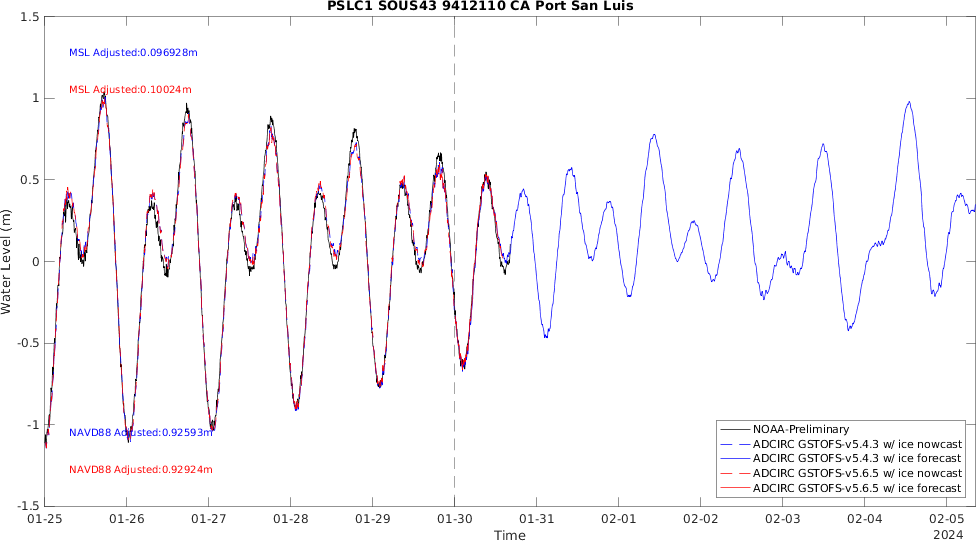 PSLC1 SOUS43 9412110 CA Port San Luis
1.5
MSL Adjusted:0.096928m
MSL Adjusted:0.10024m
1
0.5
Water Level (m)
0
-0.5
-1
NAVD88 Adjusted:0.92593m
NAVD88 Adjusted:0.92924m
-1.5
NOAA-Preliminary
ADCIRC GSTOFS-v5.4.3 w/ ice nowcast
ADCIRC GSTOFS-v5.4.3 w/ ice forecast
ADCIRC GSTOFS-v5.6.5 w/ ice nowcast
ADCIRC GSTOFS-v5.6.5 w/ ice forecast
01-25 01-26 01-27 01-28 01-29 01-30 01-31 02-01 02-02 02-03 02-04 02-05
Time
2024